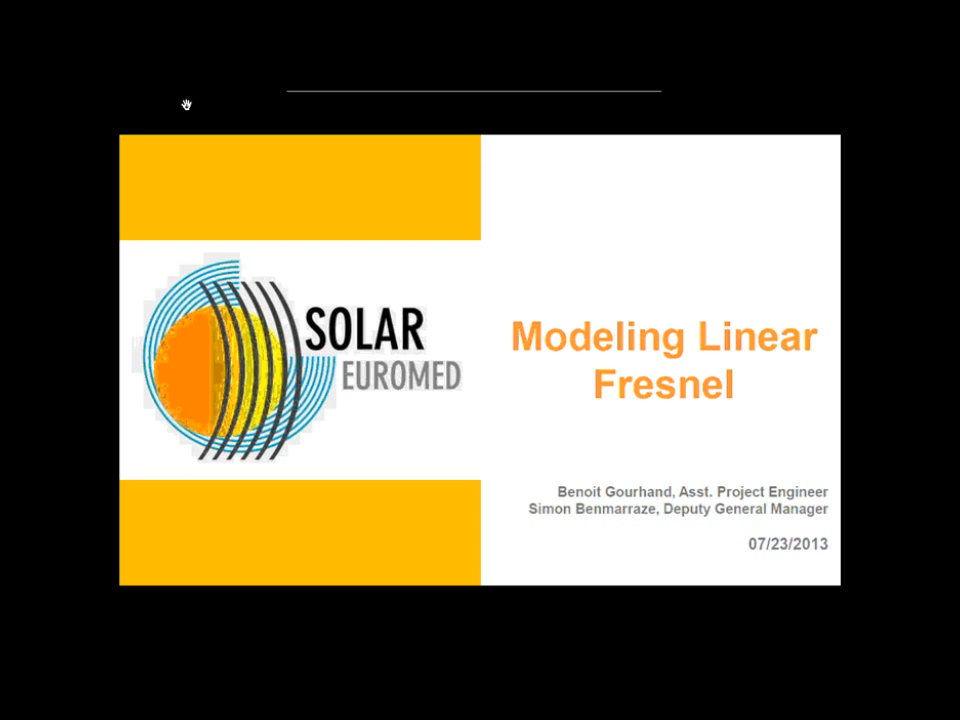 SOLAR
EUROMED
Modeling Linear
Fresnel
Benoit Gourhand, Asst. Project Engineer
Simon Benmarraze, Deputy General Manager
07/23/2013